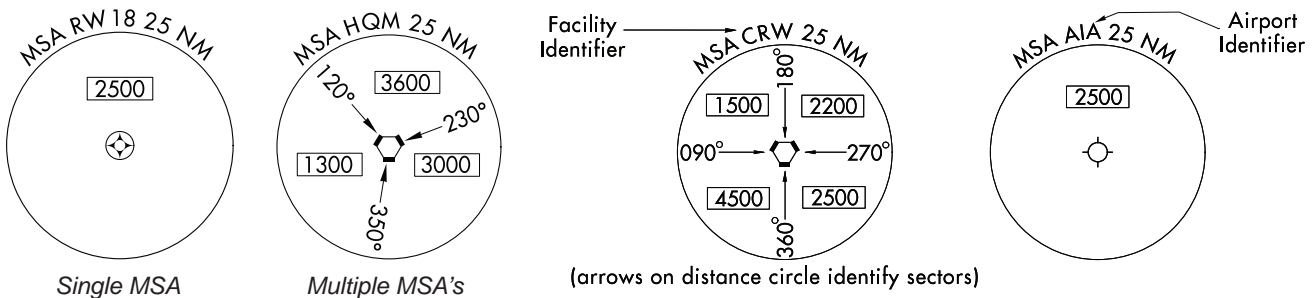 MSA RW18 25 NM
2500
Single MSA
MSA HQM 25 NM
120°
3600
230°
1300
3000
350°
Multiple MSA's
Facility
Identifier
MSA CRW 25 NM
180°
1500
2200
090°
270°
4500
2500
360°
(arrows on distance circle identify sectors)
MSA AIA 25 NM
2500
Airport
Identifier